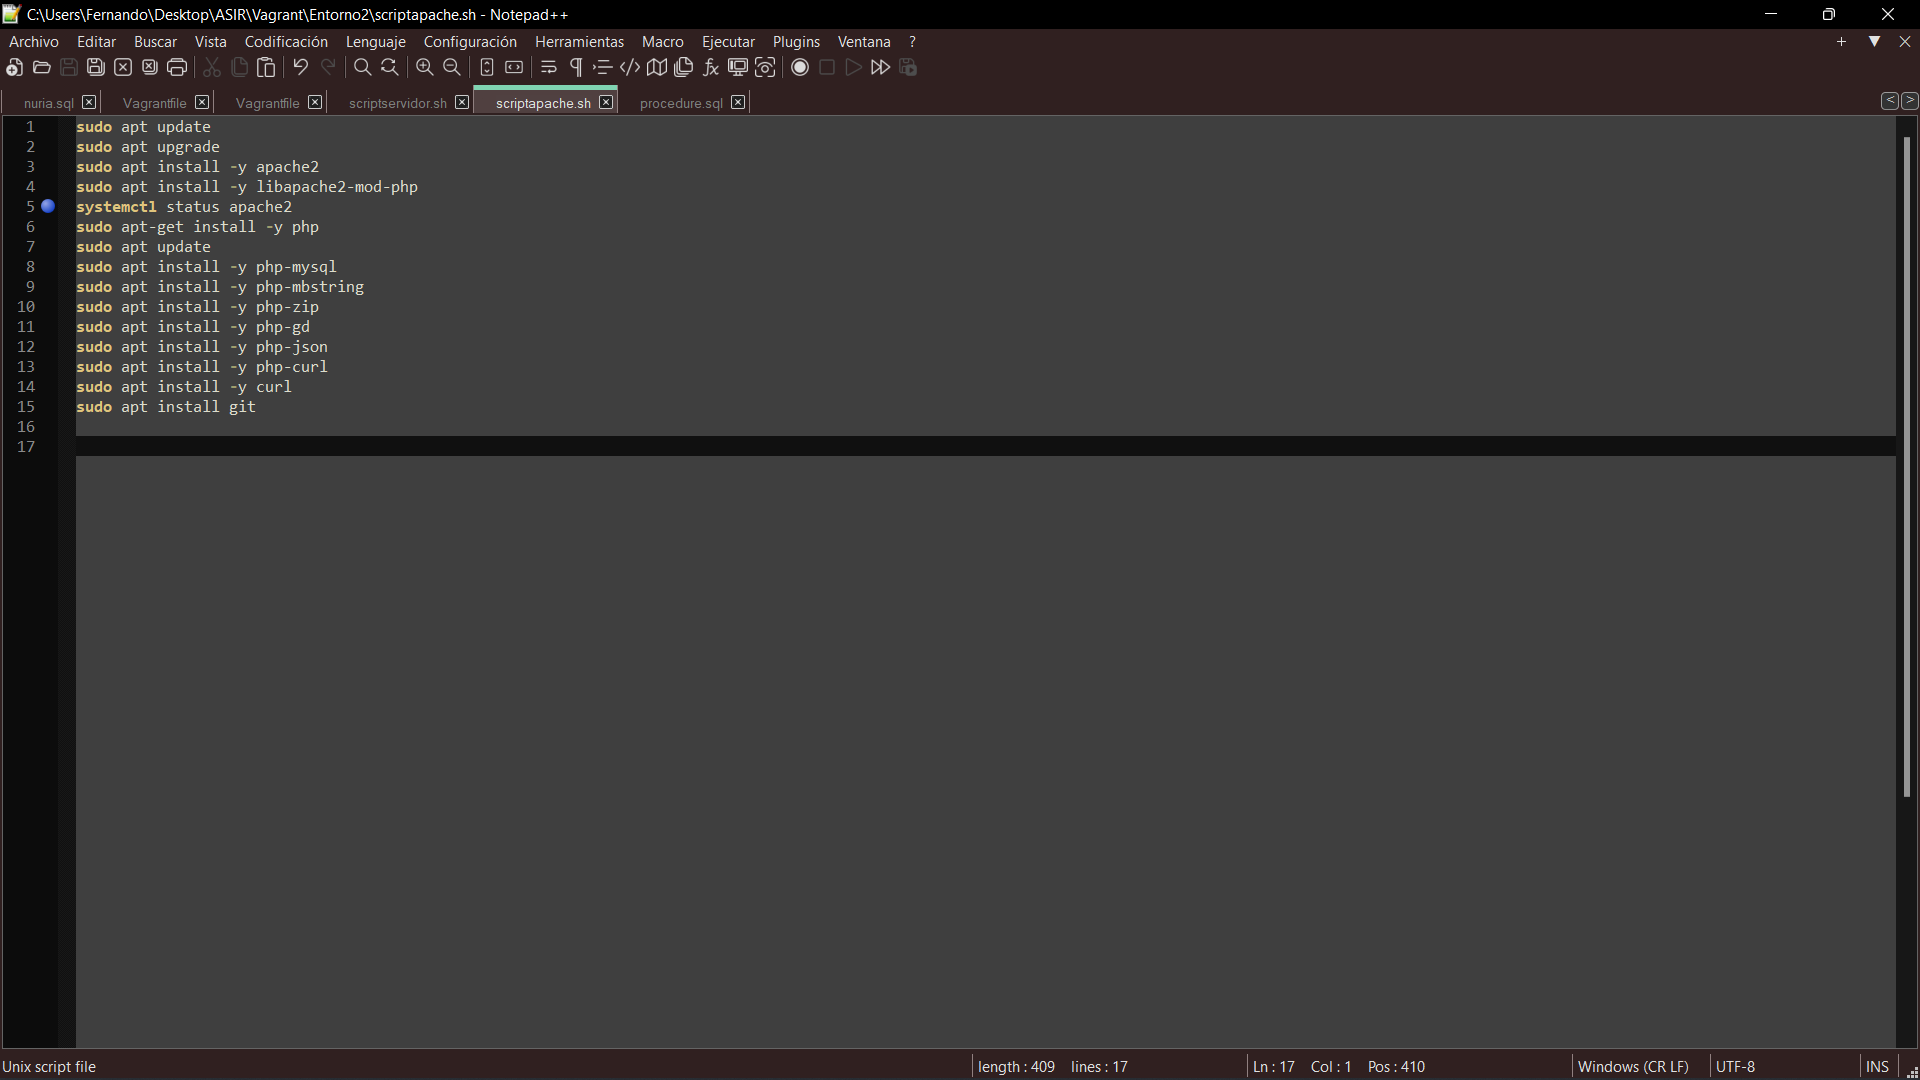 C:\Users\Fernando\Desktop\ASIR\Vagrant\Entorno2\scriptapache.sh - Notepad++
Archivo Editar Buscar Vista Codificación Lenguaje Configuración Herramientas Macro Ejecutar Plugins Ventana ?
nuria.sql Vagrantfile Vagrantfile scriptservidor.sh scriptapache.sh procedure.sql
1 sudo apt update
2 sudo apt upgrade
3 sudo apt install -y apache2
4 sudo apt install -y libapache2-mod-php
5 systemctl status apache2
6 sudo apt-get install -y php
7 sudo apt update
8 sudo apt install -y php-mysql
9 sudo apt install -y php-mbstring
10 sudo apt install -y php-zip
11 sudo apt install -y php-gd
12 sudo apt install -y php-json
13 sudo apt install -y php-curl
14 sudo apt install -y curl
15 sudo apt install git
16
17
Unix script file length : 409 lines : 17 Ln : 17 Col : 1 Pos : 410 Windows (CR LF) UTF-8 INS